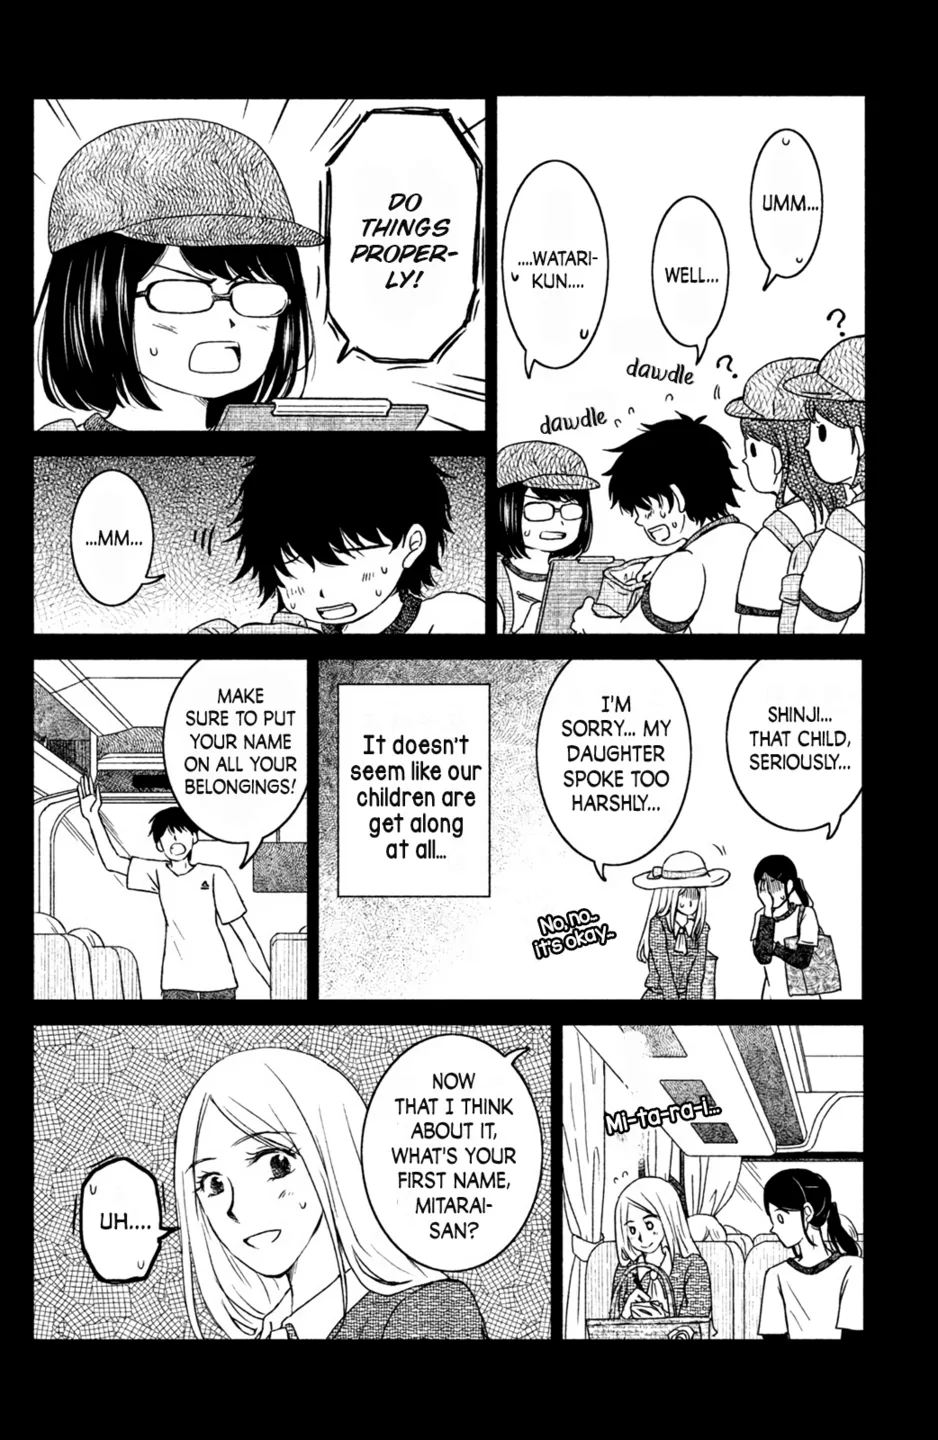 UMM...
WELL...
....WATARI-
KUN....
?
?
dawdle
dawdle
DO
THINGS
PROPER-
LY!
...MM...
SHINJI...
THAT CHILD,
SERIOUSLY...
I'M
SORRY... MY
DAUGHTER
SPOKE TOO
HARSHLY...
No, no..
it's okay..
It doesn't
seem like our
children are
get along
at all...
MAKE
SURE TO PUT
YOUR NAME
ON ALL YOUR
BELONGINGS!
Mi-ta-ra-i...
NOW
THAT I THINK
ABOUT IT,
WHAT'S YOUR
FIRST NAME,
MITARAI-
SAN?
UH....